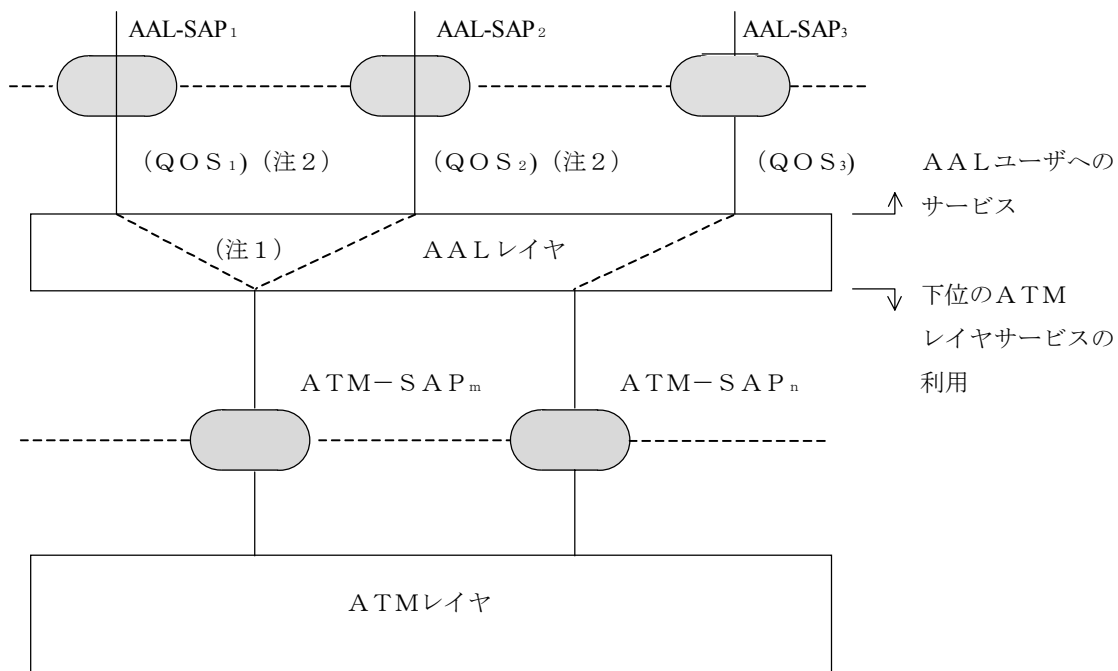 AAL-SAP₁ AAL-SAP₂ AAL-SAP₃
(QOS₁) (注2) (QOS₂) (注2) (QOS₃)
AALユーザへの
サービス
(注1) AALレイヤ
下位のATM
レイヤサービスの
利用
ATM−SAPₘ ATM−SAPₙ
ATMレイヤ